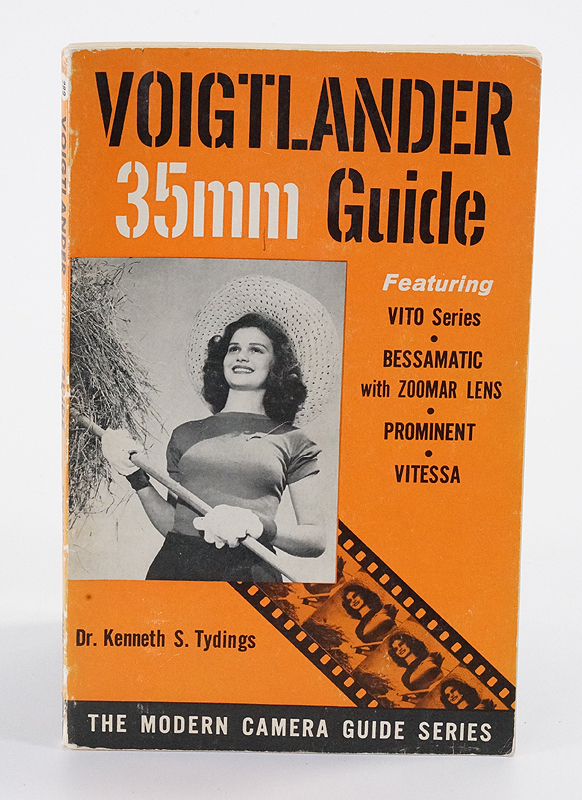 VOIGTLANDER
35mm Guide
Featuring
VITO Series
•
BESSAMATIC
with ZOOMAR LENS
•
PROMINENT
•
VITESSA
Dr. Kenneth S. Tydings
THE MODERN CAMERA GUIDE SERIES
VOIGTLANDER